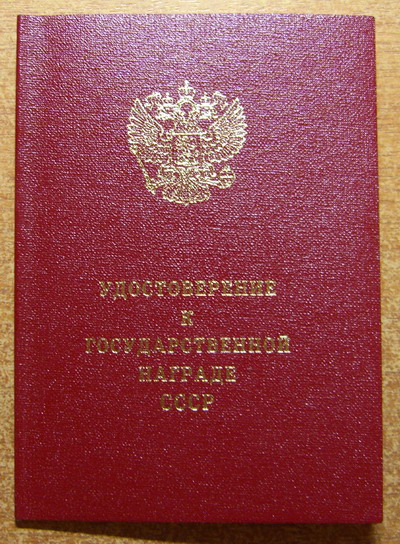 УДОСТОВЕРЕНИЕ
К
ГОСУДАРСТВЕННОЙ
НАГРАДЕ
СССР